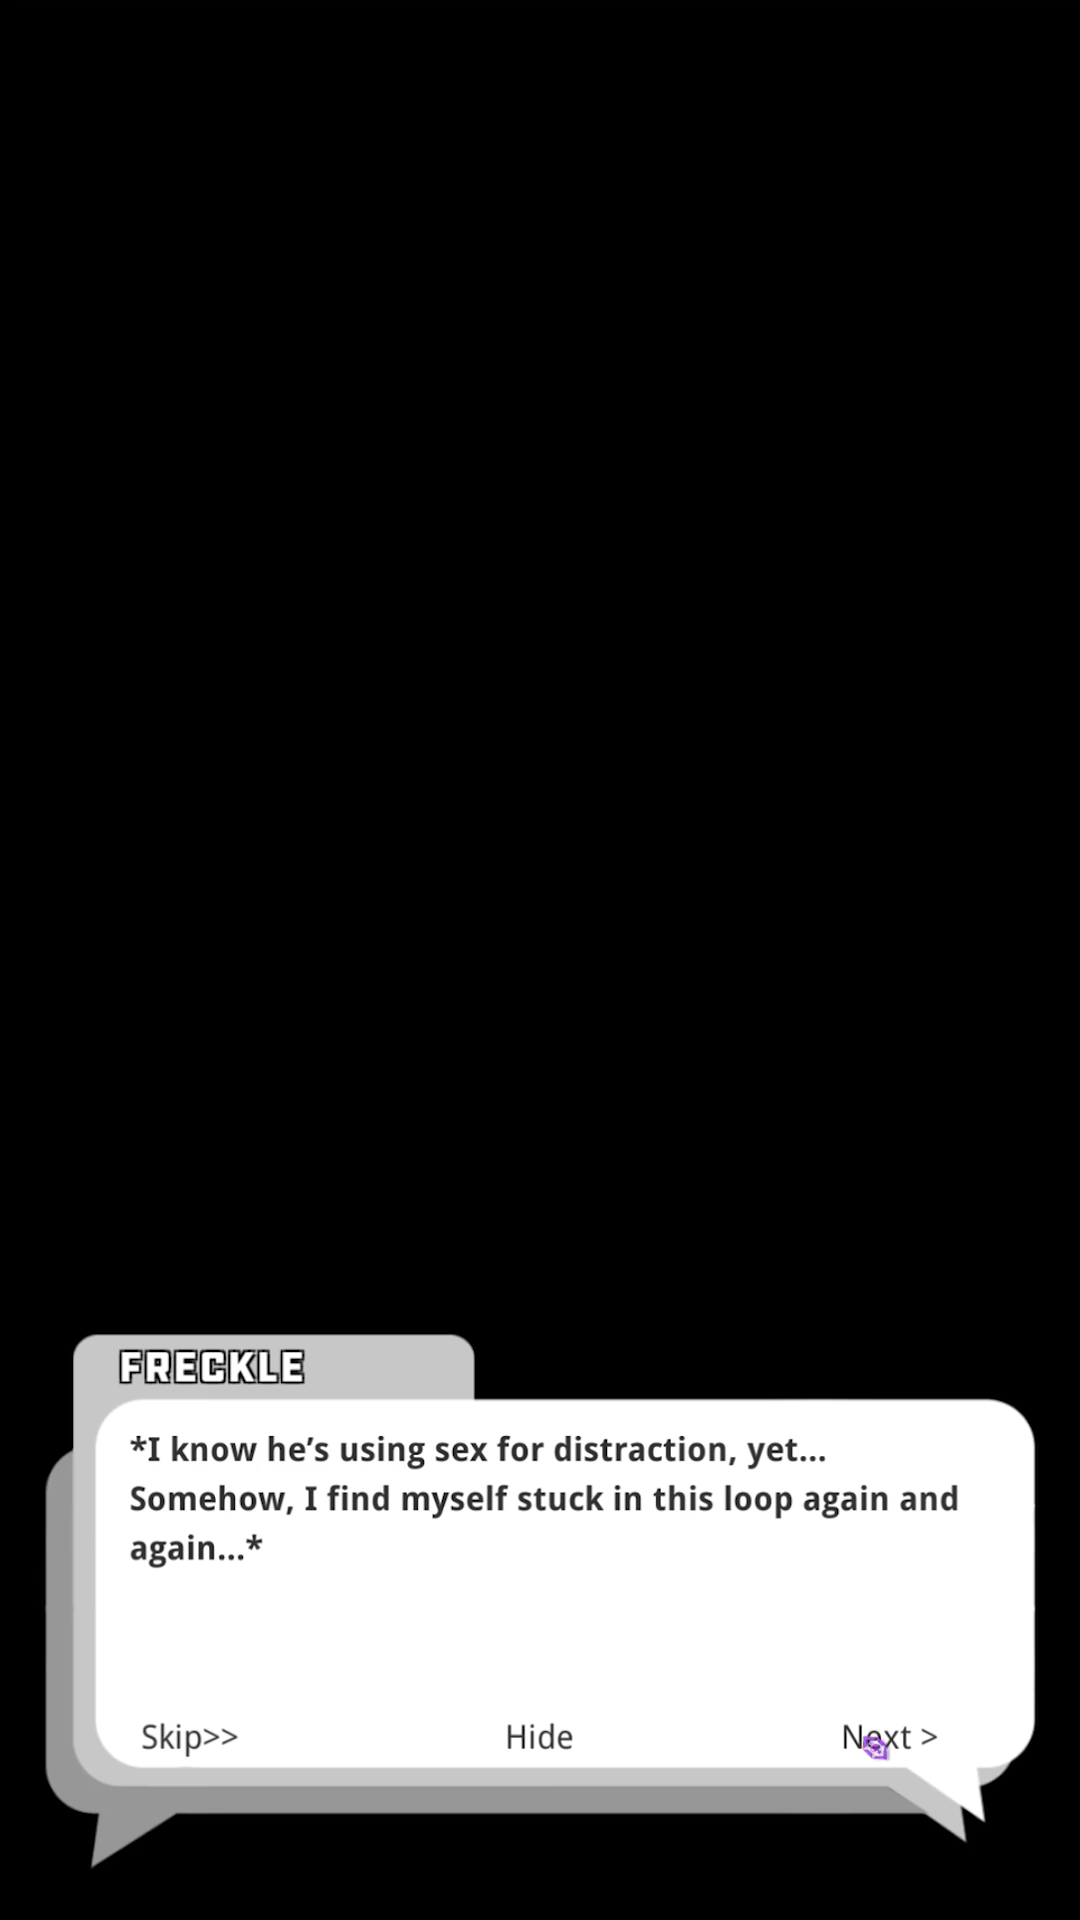 FRECKLE
*I know he’s using sex for distraction, yet...
Somehow, I find myself stuck in this loop again and
again...*
Skip>> Hide Next >